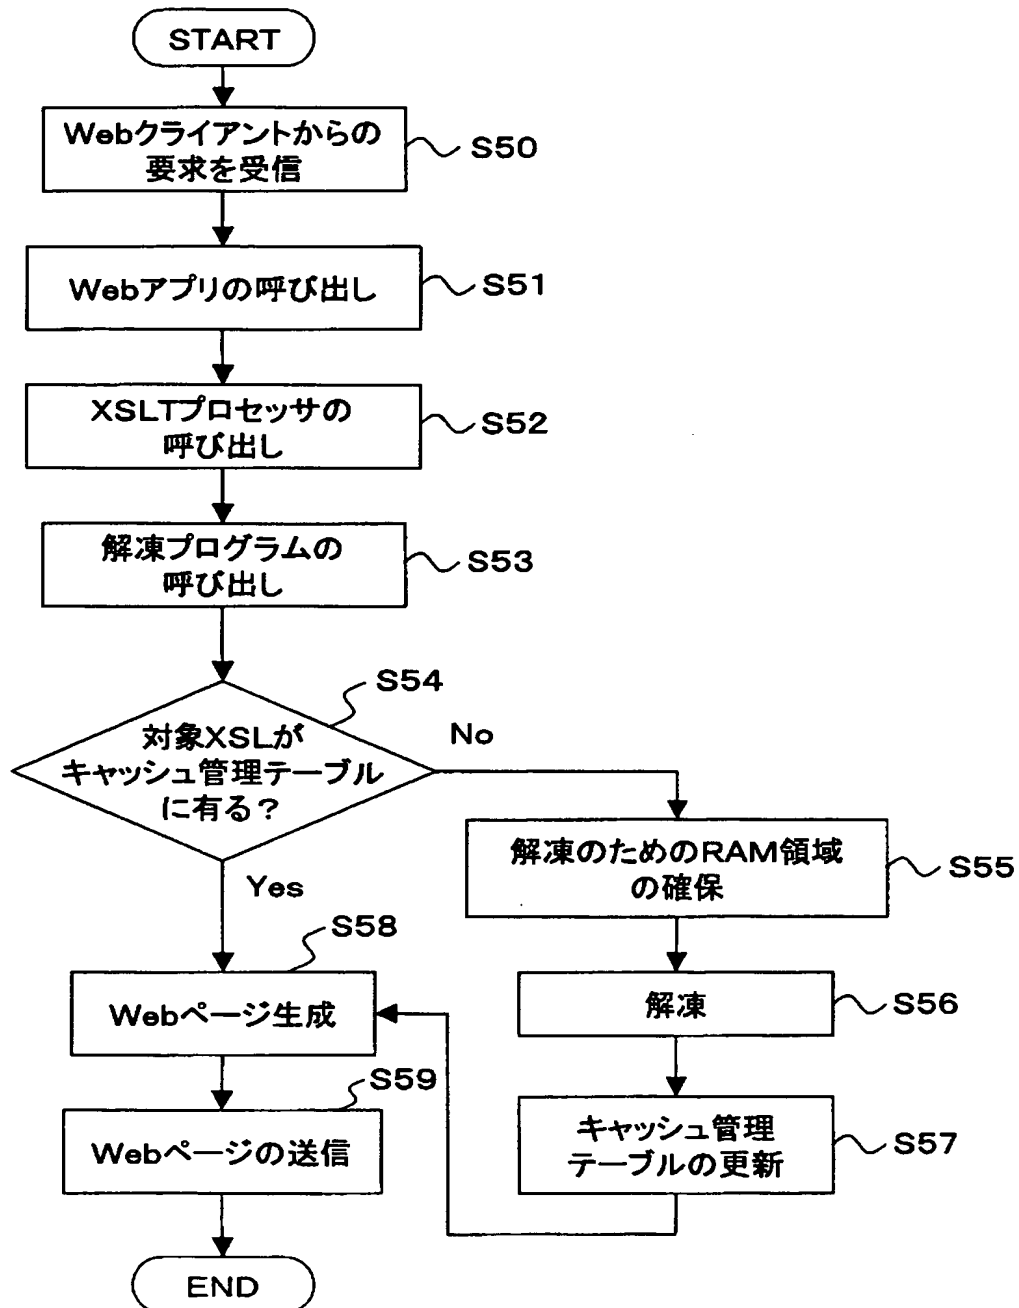 START
Webクライアントからの
要求を受信
S50
Webアプリの呼び出し
S51
XSLTプロセッサの
呼び出し
S52
解凍プログラムの
呼び出し
S53
S54
対象XSLが
キャッシュ管理テーブル
に有る?
No
Yes
解凍のためのRAM領域
の確保
S55
解凍
S56
キャッシュ管理
テーブルの更新
S57
S58
Webページ生成
S59
Webページの送信
END